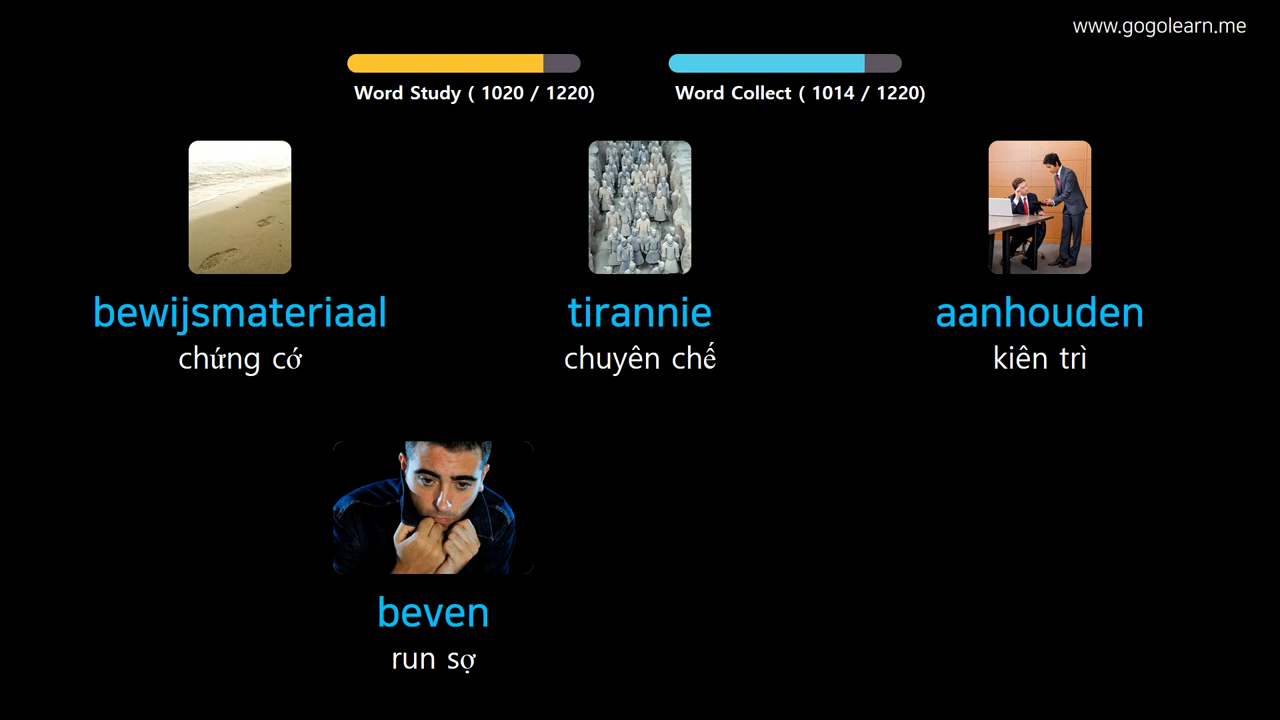 www.gogolearn.me
Word Study ( 1020 / 1220)
Word Collect ( 1014 / 1220)
bewijsmateriaal
chứng cớ
tirannie
chuyên chế
aanhouden
kiên trì
beven
run sợ